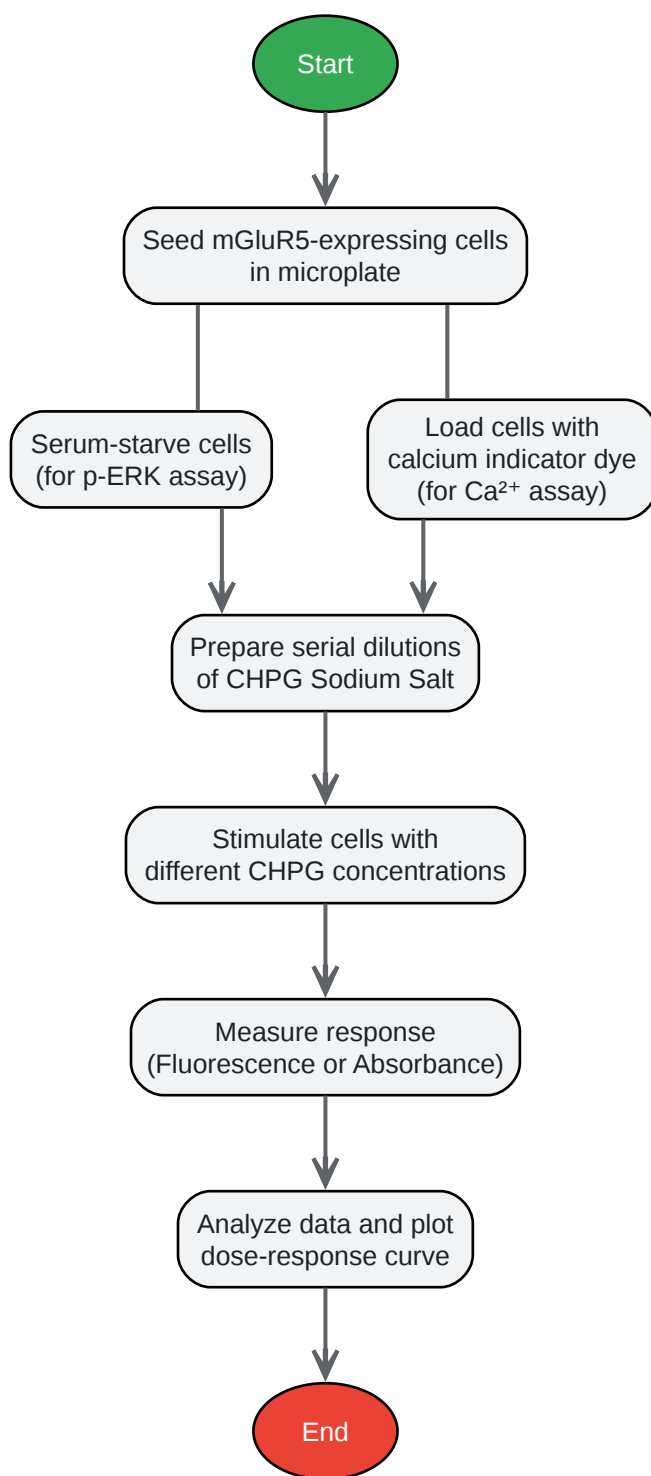 Start
Seed mGluR5-expressing cells
in microplate
Serum-starve cells
(for p-ERK assay)
Load cells with
calcium indicator dye
(for Ca²⁺ assay)
Prepare serial dilutions
of CHPG Sodium Salt
Stimulate cells with
different CHPG concentrations
Measure response
(Fluorescence or Absorbance)
Analyze data and plot
dose-response curve
End